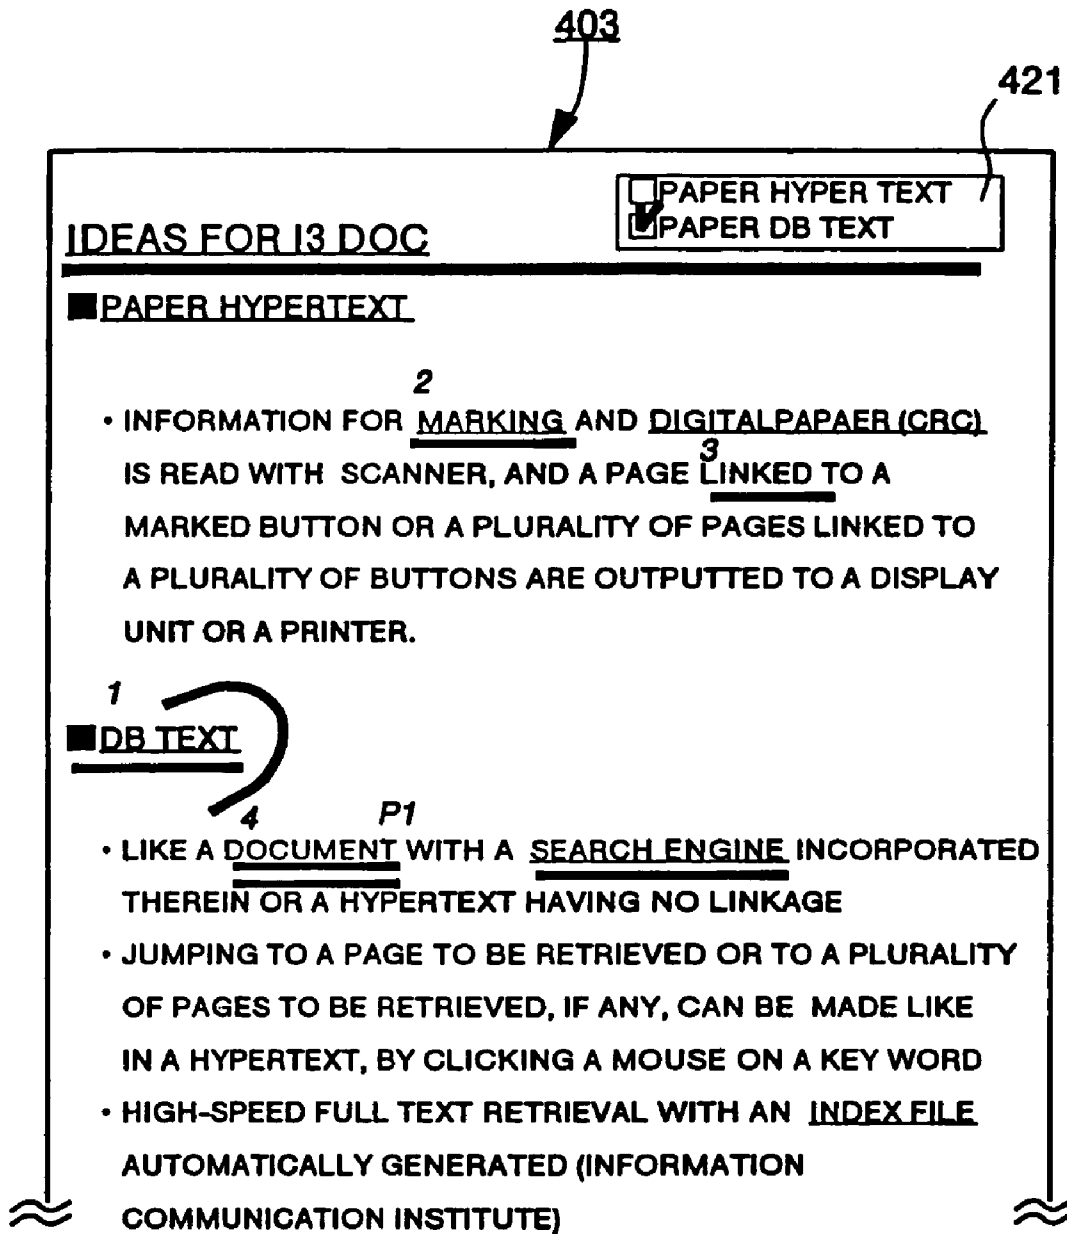 403
421
PAPER HYPER TEXT
PAPER DB TEXT
IDEAS FOR I3 DOC
PAPER HYPERTEXT
2
• INFORMATION FOR MARKING AND DIGITALPAPAER (CRC)
3
IS READ WITH SCANNER, AND A PAGE LINKED TO A
MARKED BUTTON OR A PLURALITY OF PAGES LINKED TO
A PLURALITY OF BUTTONS ARE OUTPUTTED TO A DISPLAY
UNIT OR A PRINTER.
1
DB TEXT
4 P1
• LIKE A DOCUMENT WITH A SEARCH ENGINE INCORPORATED
THEREIN OR A HYPERTEXT HAVING NO LINKAGE
• JUMPING TO A PAGE TO BE RETRIEVED OR TO A PLURALITY
OF PAGES TO BE RETRIEVED, IF ANY, CAN BE MADE LIKE
IN A HYPERTEXT, BY CLICKING A MOUSE ON A KEY WORD
• HIGH-SPEED FULL TEXT RETRIEVAL WITH AN INDEX FILE
AUTOMATICALLY GENERATED (INFORMATION
COMMUNICATION INSTITUTE)